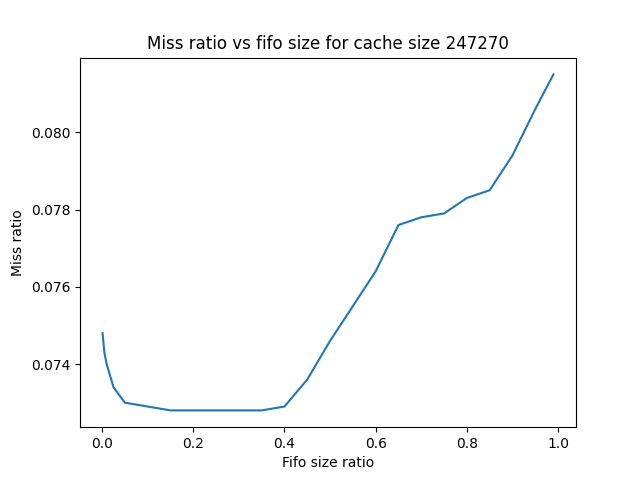 Miss ratio vs fifo size for cache size 247270
0.080
0.078
0.076
0.074
Miss ratio
0.0 0.2 0.4 0.6 0.8 1.0
Fifo size ratio